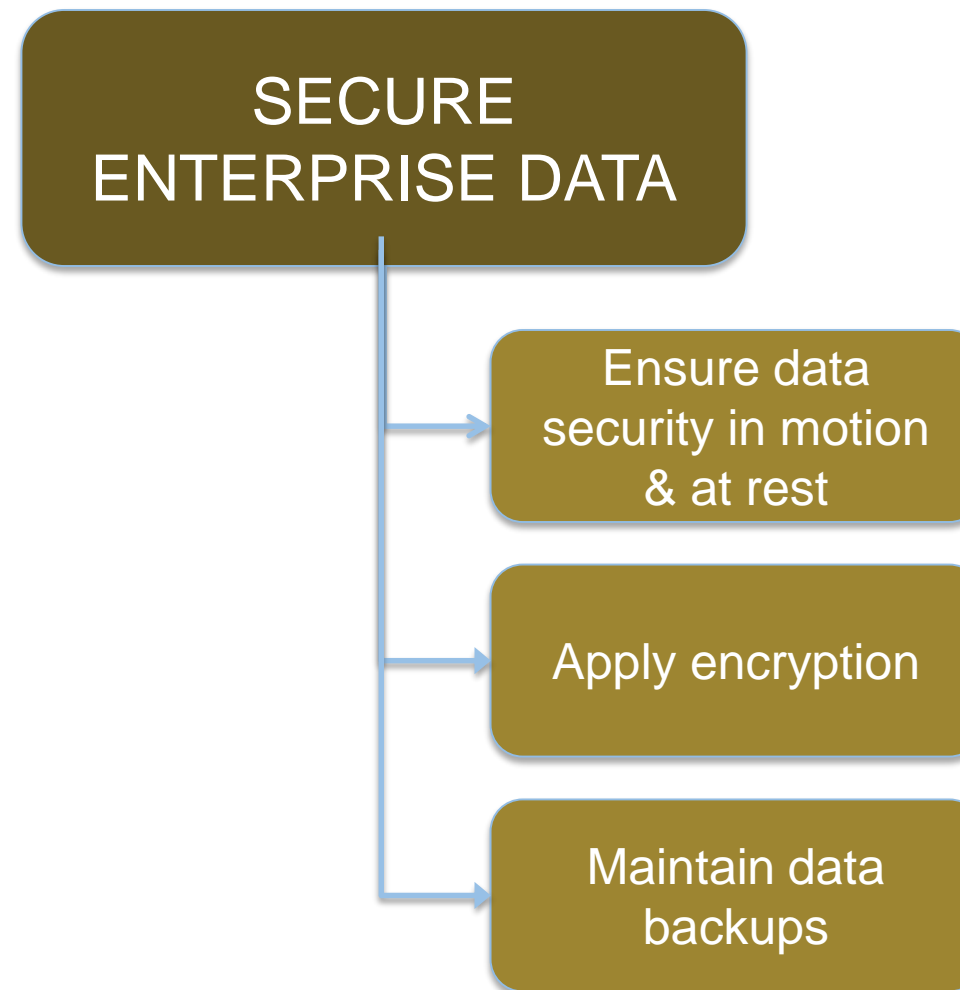 SECURE
ENTERPRISE DATA
Ensure data
security in motion
& at rest
Apply encryption
Maintain data
backups